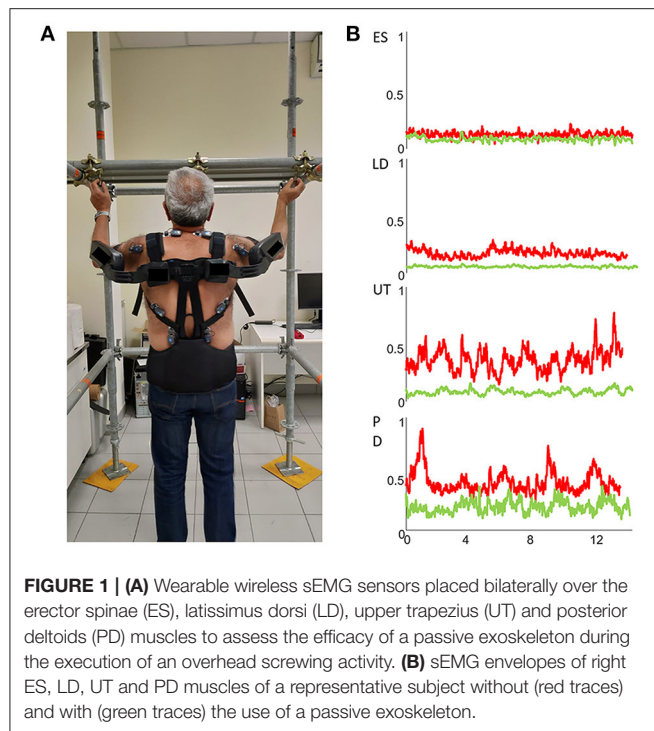 A
B
ES
1
0.5
0
LD
1
0.5
0
UT
1
0.5
0
P
D
1
0.5
0
0 4 8 12
FIGURE 1 | (A) Wearable wireless sEMG sensors placed bilaterally over the
erector spinae (ES), latissimus dorsi (LD), upper trapezius (UT) and posterior
deltoids (PD) muscles to assess the efficacy of a passive exoskeleton during
the execution of an overhead screwing activity. (B) sEMG envelopes of right
ES, LD, UT and PD muscles of a representative subject without (red traces)
and with (green traces) the use of a passive exoskeleton.